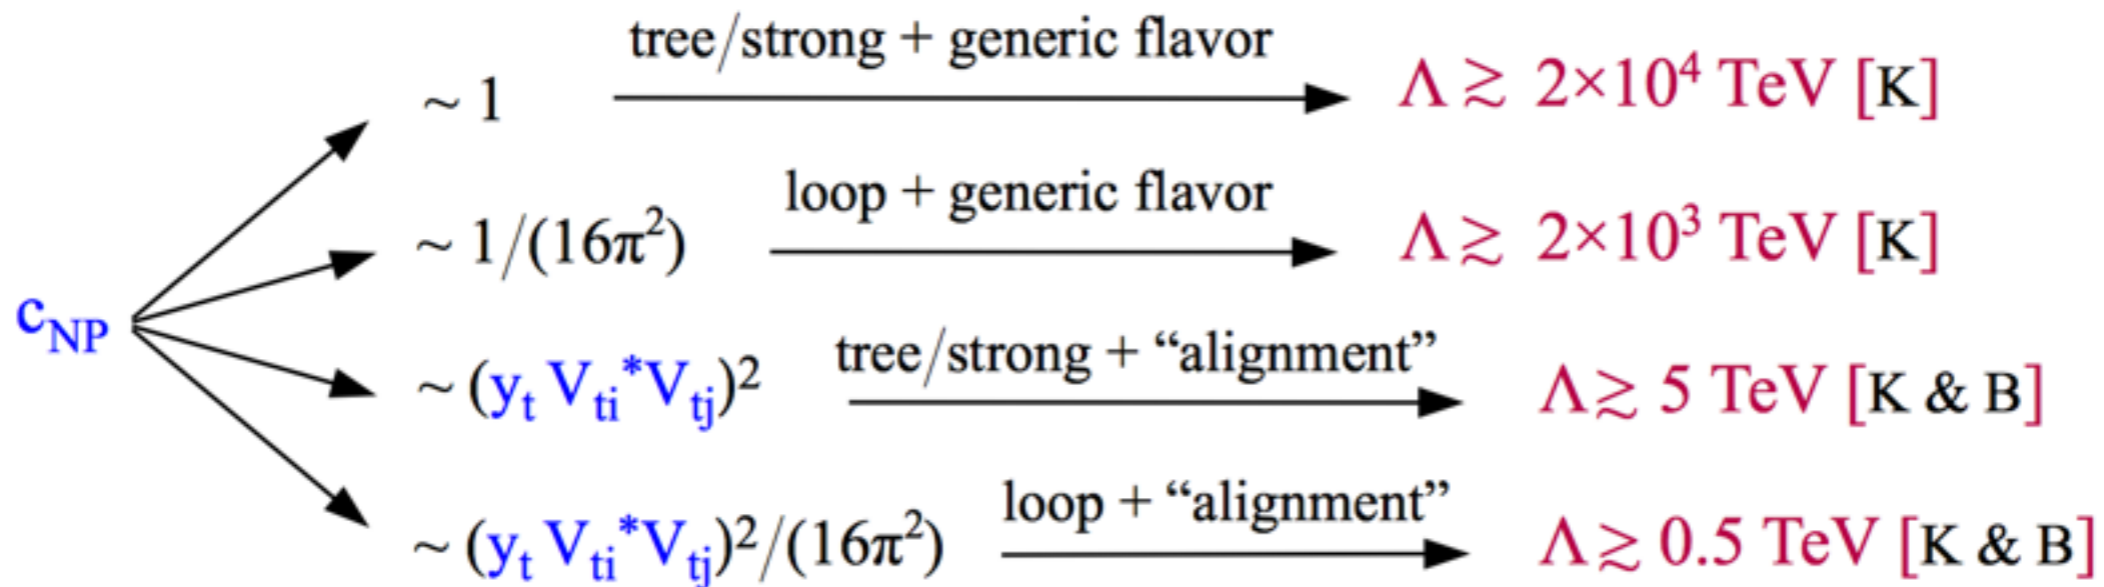 tree/strong + generic flavor
~ 1 Λ ≳ 2×10⁴ TeV [K]
loop + generic flavor
~ 1/(16π²) Λ ≳ 2×10³ TeV [K]
c_NP
tree/strong + “alignment”
~ (y_t V_ti*V_tj)² Λ ≳ 5 TeV [K & B]
loop + “alignment”
~ (y_t V_ti*V_tj)²/(16π²) Λ ≳ 0.5 TeV [K & B]